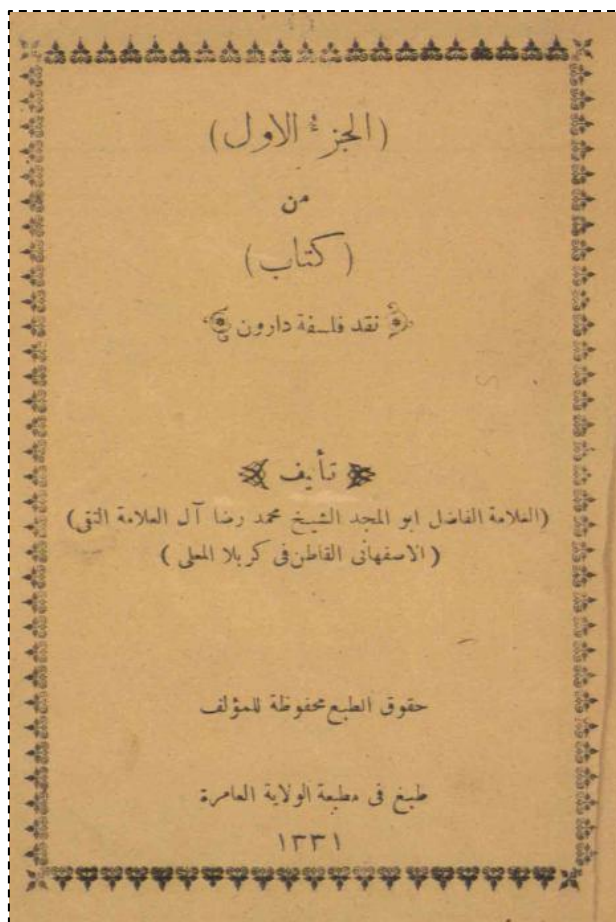 (الجزء الاول)
من
(كتاب)
نقد فلسفة دارون
تأليف
(العلامة الفاضل ابو المجد الشيخ محمد رضا آل العلامة التقى)
(الاصفهانى القاطن فى كربلا المعلى)
حقوق الطبع محفوظة للمؤلف
طبع فى مطبعة الولاية العامرة
١٣٣١